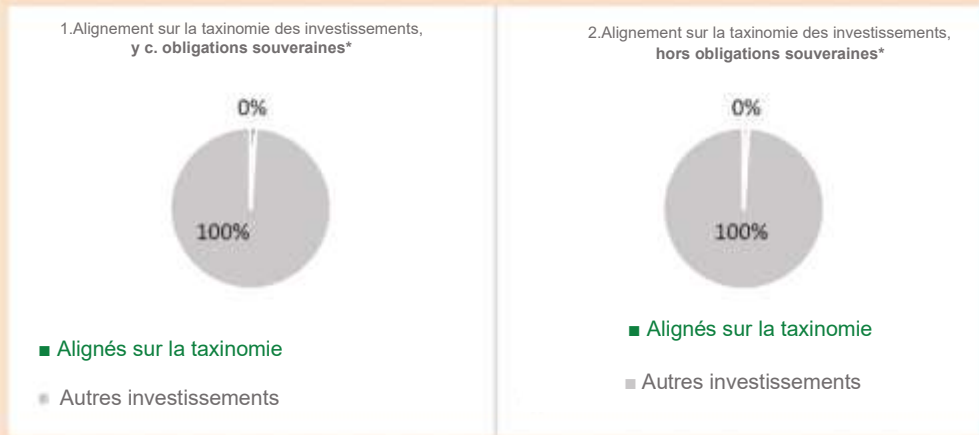 1.Alignement sur la taxinomie des investissements,
y c. obligations souveraines*
0%
100%
■ Alignés sur la taxinomie
■ Autres investissements
2.Alignement sur la taxinomie des investissements,
hors obligations souveraines*
0%
100%
■ Alignés sur la taxinomie
■ Autres investissements